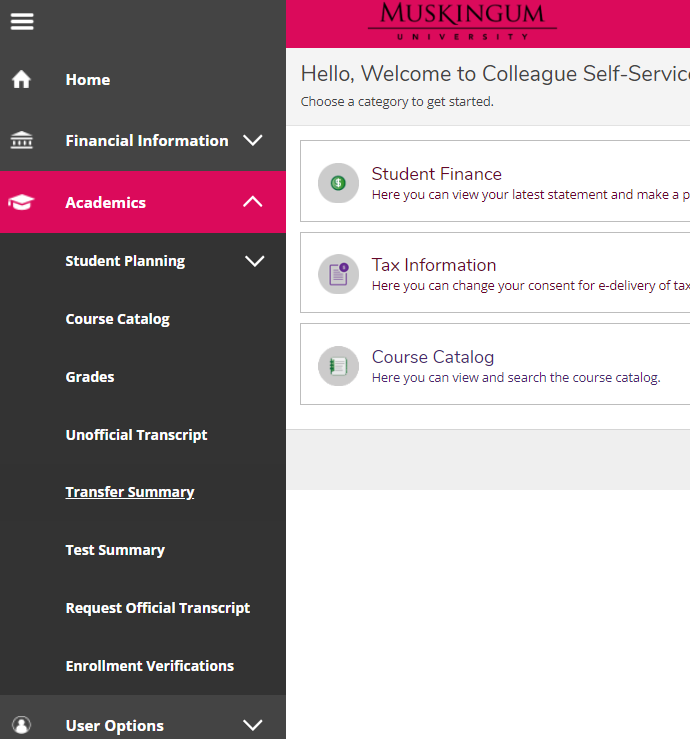 Home
Financial Information
Academics
Student Planning
Course Catalog
Grades
Unofficial Transcript
Transfer Summary
Test Summary
Request Official Transcript
Enrollment Verifications
User Options
MUSKINGUM
UNIVERSITY
Hello, Welcome to Colleague Self-Servic
Choose a category to get started.
Student Finance
Here you can view your latest statement and make a p
Tax Information
Here you can change your consent for e-delivery of tax
Course Catalog
Here you can view and search the course catalog.